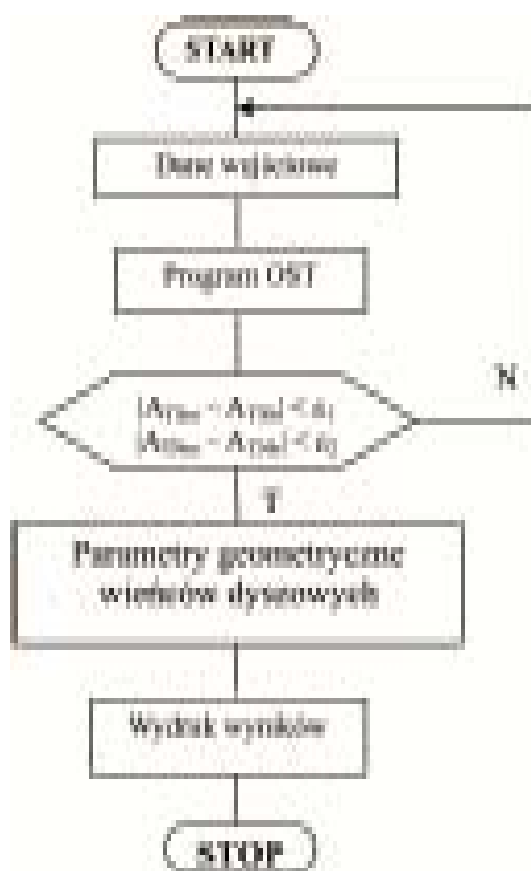 START
Dane wejściowe
Program OST
N
T
Parametry geometryczne
wieńców dyszowych
Wydruk wyników
STOP